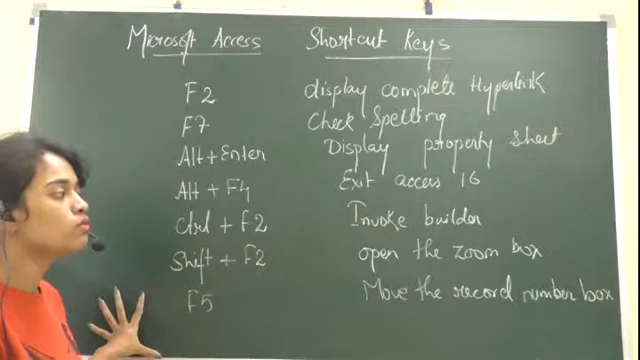 Microsoft Access Shortcut Keys
F2 display complete Hyperlink
F7 Check Spelling
Alt+Enter Display property sheet
Alt + F4 Exit access 16
Ctrl + F2 Invoke builder
Shift + F2 open the zoom box
F5 Move the record number box